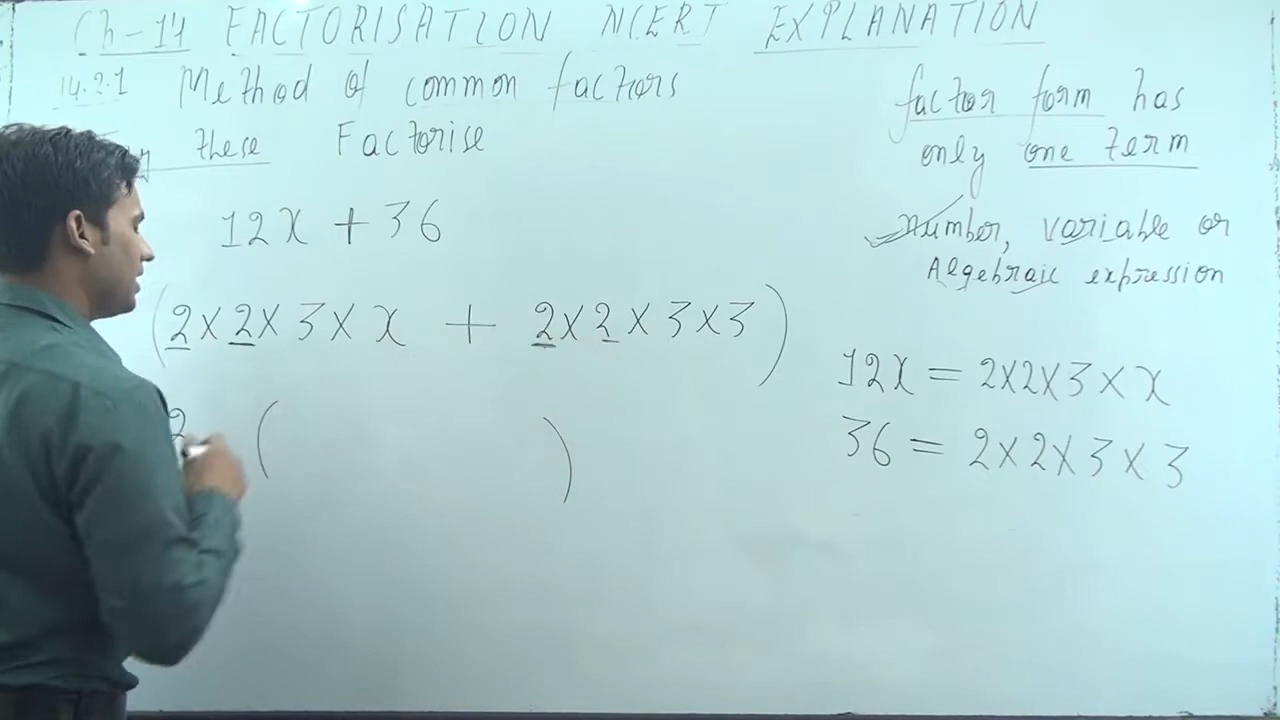 Ch-14 FACTORISATION NCERT EXPLANATION
14.2.1 Method of common factors
these Factorise
12x + 36
(2×2×3×x + 2×2×3×3)
2 ( )
factor form has
only one term
Number, variable or
Algebraic expression
12x = 2×2×3×x
36 = 2×2×3×3